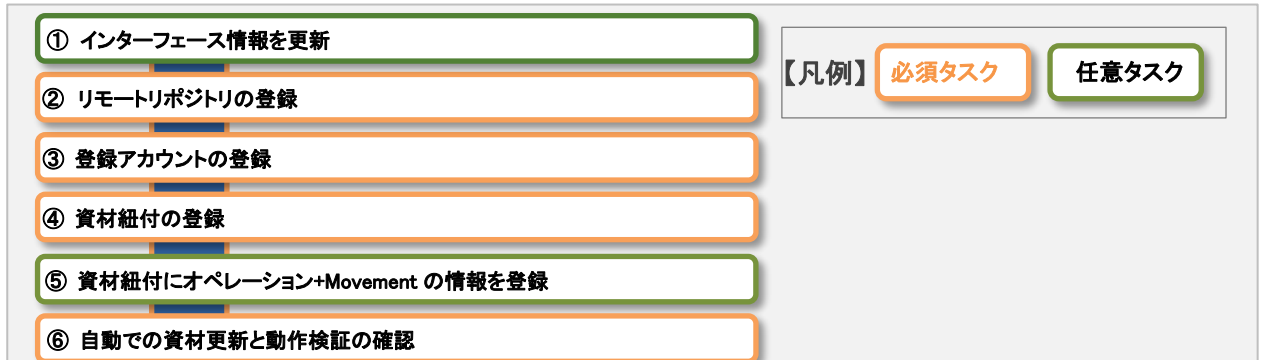 ① インターフェース情報を更新
② リモートリポジトリの登録
③ 登録アカウントの登録
④ 資材紐付の登録
⑤ 資材紐付にオペレーション+Movement の情報を登録
⑥ 自動での資材更新と動作検証の確認
【凡例】 必須タスク 任意タスク